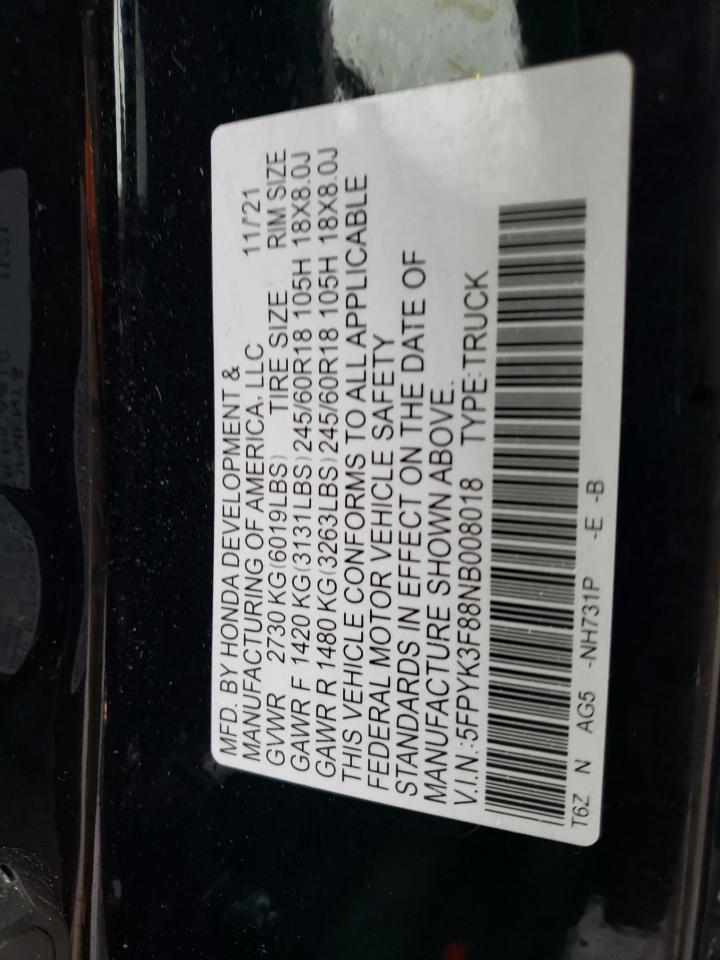 MFD. BY HONDA DEVELOPMENT &
MANUFACTURING OF AMERICA, LLC 11/'21
GVWR 2730 KG(6019LBS) TIRE SIZE RIM SIZE
GAWR F 1420 KG(3131LBS)245/60R18 105H 18X8.0J
GAWR R 1480 KG(3263LBS)245/60R18 105H 18X8.0J
THIS VEHICLE CONFORMS TO ALL APPLICABLE
FEDERAL MOTOR VEHICLE SAFETY
STANDARDS IN EFFECT ON THE DATE OF
MANUFACTURE SHOWN ABOVE.
V.I.N.:5FPYK3F88NB008018 TYPE:TRUCK
T6Z N AG5 -NH731P -E -B